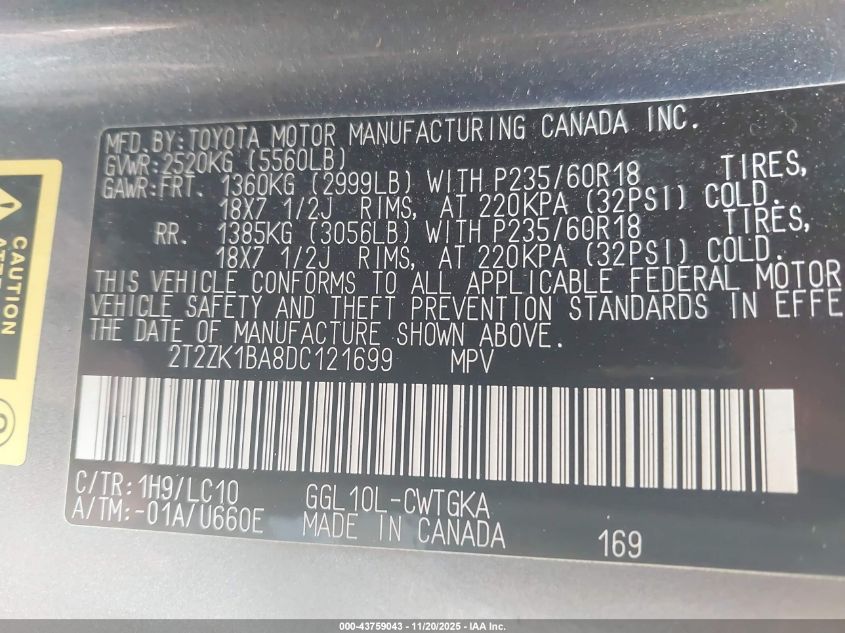 MFD.BY:TOYOTA MOTOR MANUFACTURING CANADA INC.
GVWR:2520KG (5560LB)
GAWR:FRT. 1360KG (2999LB) WITH P235/60R18 TIRES,
18X7 1/2J RIMS, AT 220KPA (32PSI) COLD.
RR. 1385KG (3056LB) WITH P235/60R18 TIRES,
18X7 1/2J RIMS, AT 220KPA (32PSI) COLD.
THIS VEHICLE CONFORMS TO ALL APPLICABLE FEDERAL MOTOR
VEHICLE SAFETY AND THEFT PREVENTION STANDARDS IN EFFE
THE DATE OF MANUFACTURE SHOWN ABOVE.
2T2ZK1BA8DC121699 MPV
C/TR:1H9/LC10 GGL10L-CWTGKA
A/TM:-01A/U660E MADE IN CANADA 169
CAUTION
000-43759043 - 11/20/2025 - IAA Inc.